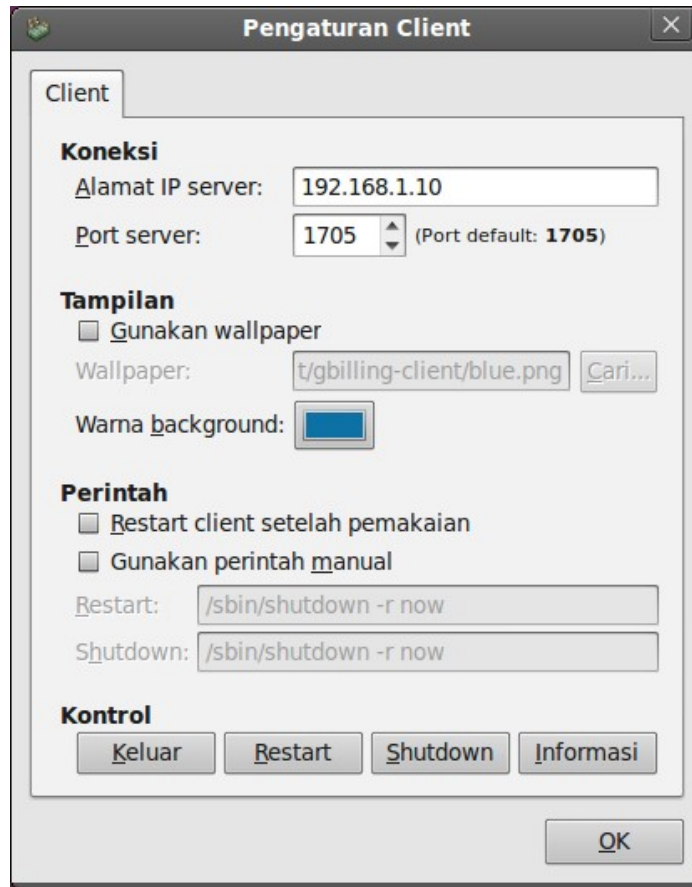 Pengaturan Client
Client
Koneksi
Alamat IP server: 192.168.1.10
Port server: 1705 (Port default: 1705)
Tampilan
Gunakan wallpaper
Wallpaper: t/gbilling-client/blue.png Cari...
Warna background:
Perintah
Restart client setelah pemakaian
Gunakan perintah manual
Restart: /sbin/shutdown -r now
Shutdown: /sbin/shutdown -r now
Kontrol
Keluar Restart Shutdown Informasi
OK